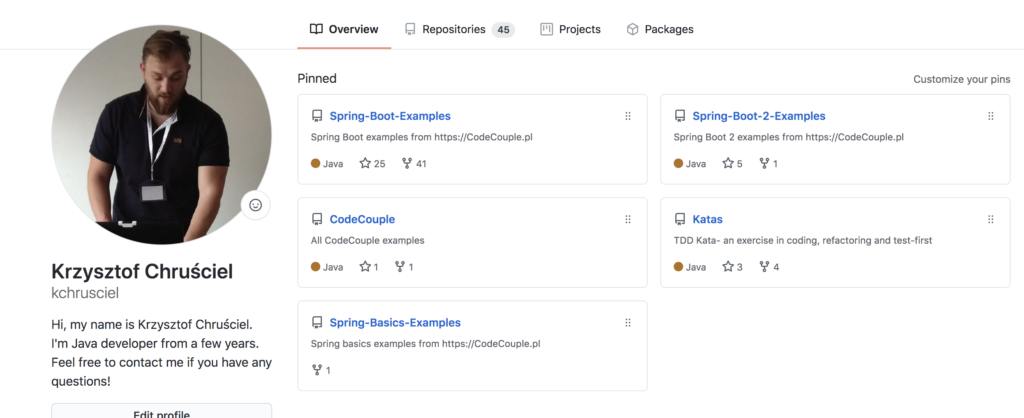 Overview
Repositories 45
Projects
Packages
Krzysztof Chruściel
kchrusciel
Hi, my name is Krzysztof Chruściel.
I'm Java developer from a few years.
Feel free to contact me if you have any
questions!
Edit profile
Pinned
Customize your pins
Spring-Boot-Examples
Spring Boot examples from https://CodeCouple.pl
Java 25 41
Spring-Boot-2-Examples
Spring Boot 2 examples from https://CodeCouple.pl
Java 5 1
CodeCouple
All CodeCouple examples
Java 1 1
Katas
TDD Kata- an exercise in coding, refactoring and test-first
Java 3 4
Spring-Basics-Examples
Spring basics examples from https://CodeCouple.pl
1